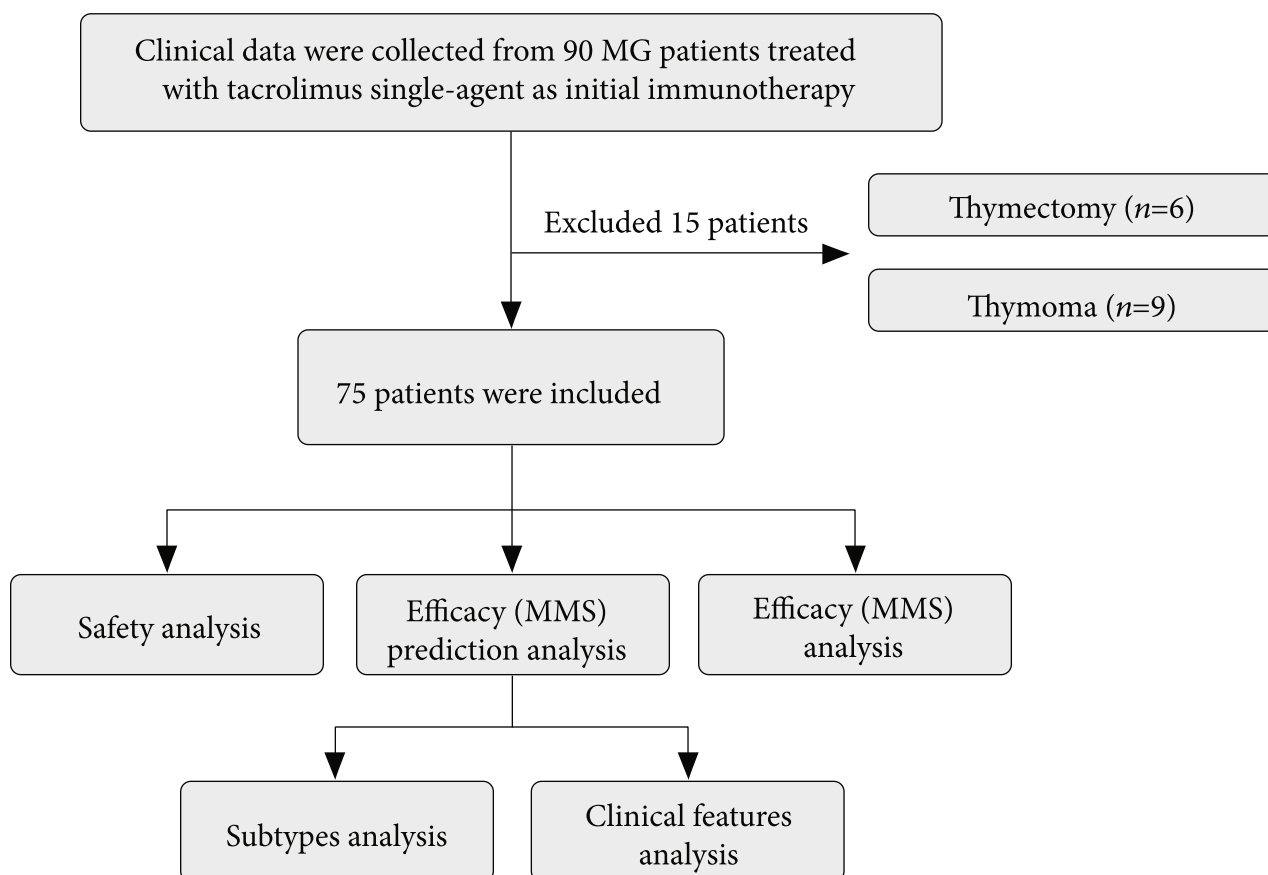 Clinical data were collected from 90 MG patients treated
with tacrolimus single-agent as initial immunotherapy
Excluded 15 patients
Thymectomy (n=6)
Thymoma (n=9)
75 patients were included
Safety analysis
Efficacy (MMS)
prediction analysis
Efficacy (MMS)
analysis
Subtypes analysis
Clinical features
analysis